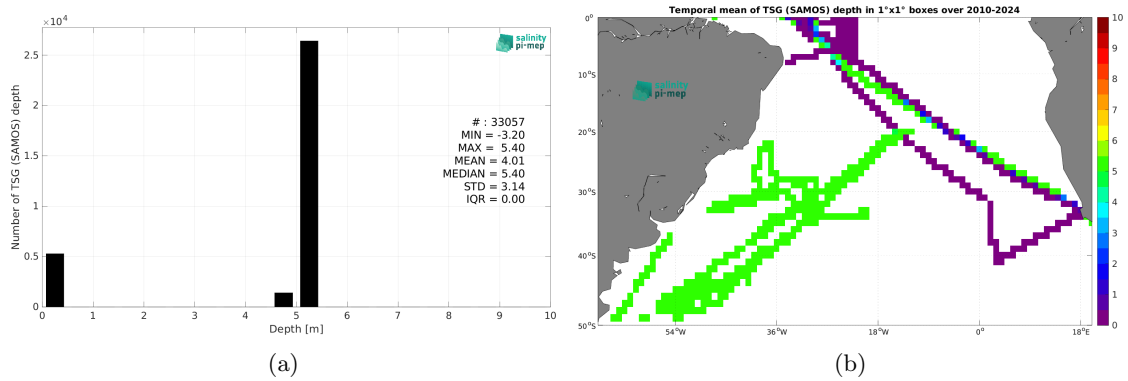 ×10⁴
2.5
2
1.5
1
0.5
0
0 1 2 3 4 5 6 7 8 9 10
Number of TSG (SAMOS) depth
Depth [m]
salinity
pi-mep
# : 33057
MIN = -3.20
MAX = 5.40
MEAN = 4.01
MEDIAN = 5.40
STD = 3.14
IQR = 0.00
(a)
Temporal mean of TSG (SAMOS) depth in 1°x1° boxes over 2010-2024
0°
10°S
20°S
30°S
40°S
50°S
54°W 36°W 18°W 0° 18°E
salinity
pi-mep
10
9
8
7
6
5
4
3
2
1
0
(b)